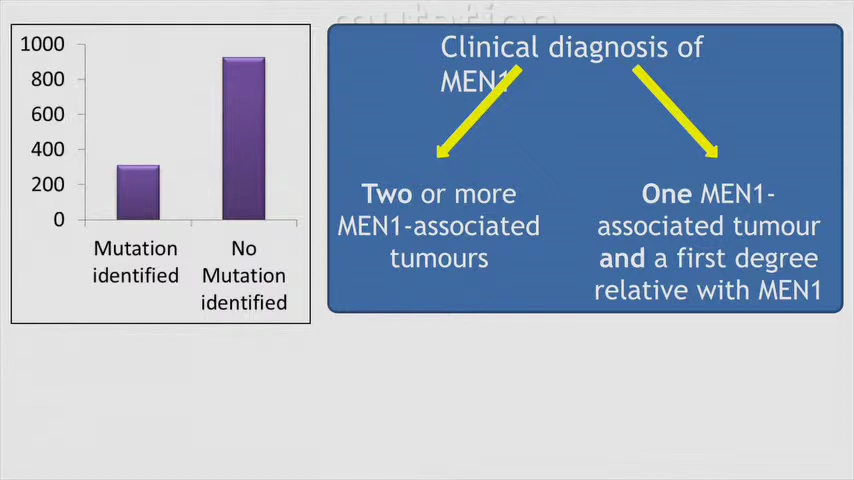 mutation
1000
800
600
400
200
0
Mutation
identified
No
Mutation
identified
Clinical diagnosis of
MEN1
Two or more
MEN1-associated
tumours
One MEN1-
associated tumour
and a first degree
relative with MEN1